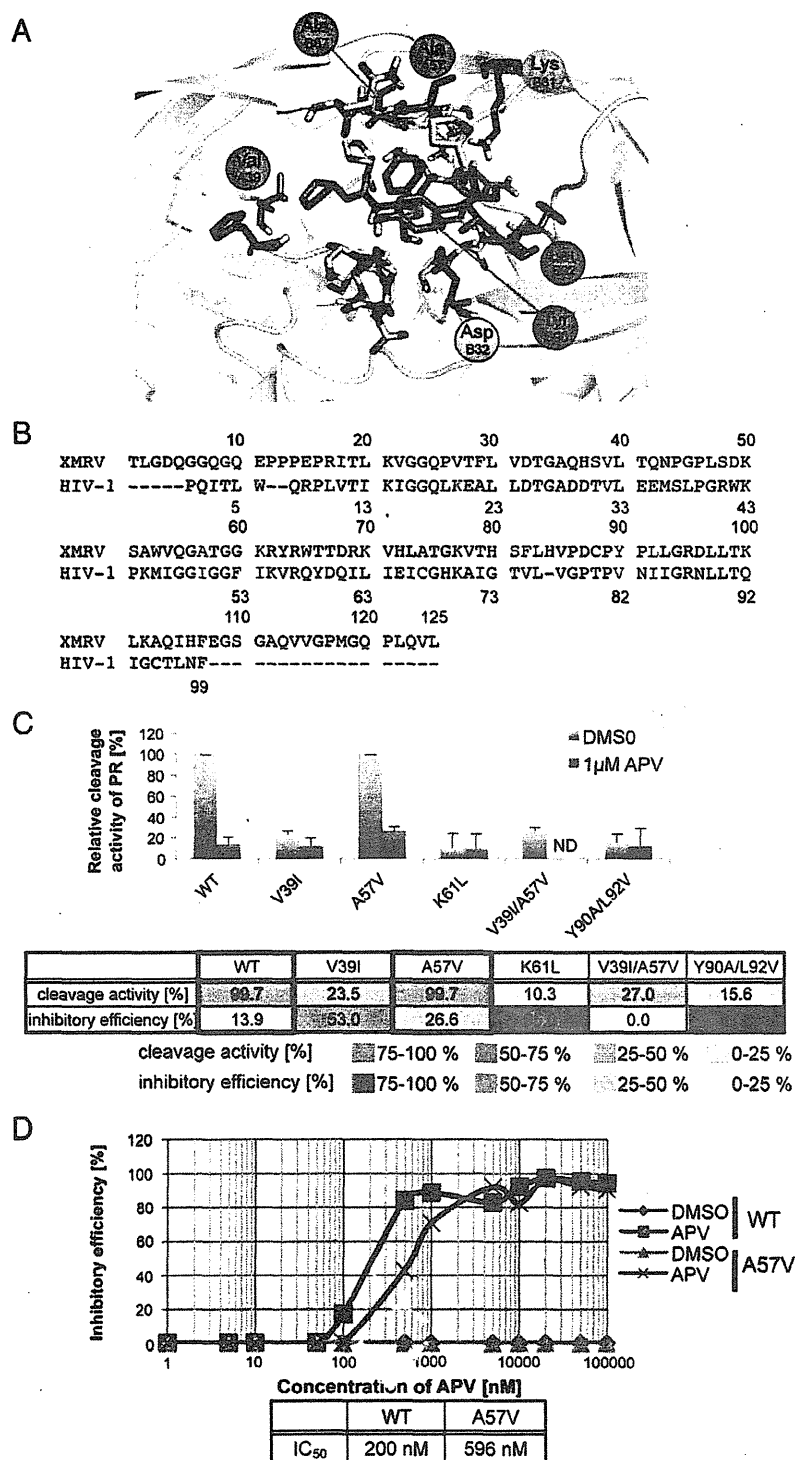 A
Ala
Ala
Lys
Val
Asp
B32
B
10 20 30 40 50
XMRV TLGDQGGQGQ EPPPEPRITL KVGGQPVTFL VDTGAQHSVL TQNPGPLSDK
HIV-1 -----PQITL W--QRPLVTI KIGGQLKEAL LDTGADDTVL EEMSLPGRWK
5 13 23 33 43
60 70 80 90 100
XMRV SAWVQGATGG KRYRWTTDRK VHLATGKVTH SFLHVPDCPY PLLGRDLLTK
HIV-1 PKMIGGIGGF IKVRQYDQIL IEICGHKAIG TVL-VGPTPV NIIGRNLLTQ
53 63 73 82 92
110 120 125
XMRV LKAQIHFEGS GAQVVGPMGQ PLQVL
HIV-1 IGCTLNF--- ---------- -----
99
C
Relative cleavage activity of PR [%]
120
100
80
60
40
20
0
DMSO
1μM APV
ND
WT V39I A57V K61L V39I/A57V Y90A/L92V
WT V39I A57V K61L V39I/A57V Y90A/L92V
cleavage activity [%] 99.7 23.5 99.7 10.3 27.0 15.6
inhibitory efficiency [%] 13.9 53.0 26.6 0.0
cleavage activity [%] 75-100 % 50-75 % 25-50 % 0-25 %
inhibitory efficiency [%] 75-100 % 50-75 % 25-50 % 0-25 %
D
Inhibitory efficiency [%]
120
100
80
60
40
20
0
1 10 100 1000 10000 100000
DMSO
APV
WT
DMSO
APV
A57V
Concentration of APV [nM]
WT A57V
IC50 200 nM 596 nM